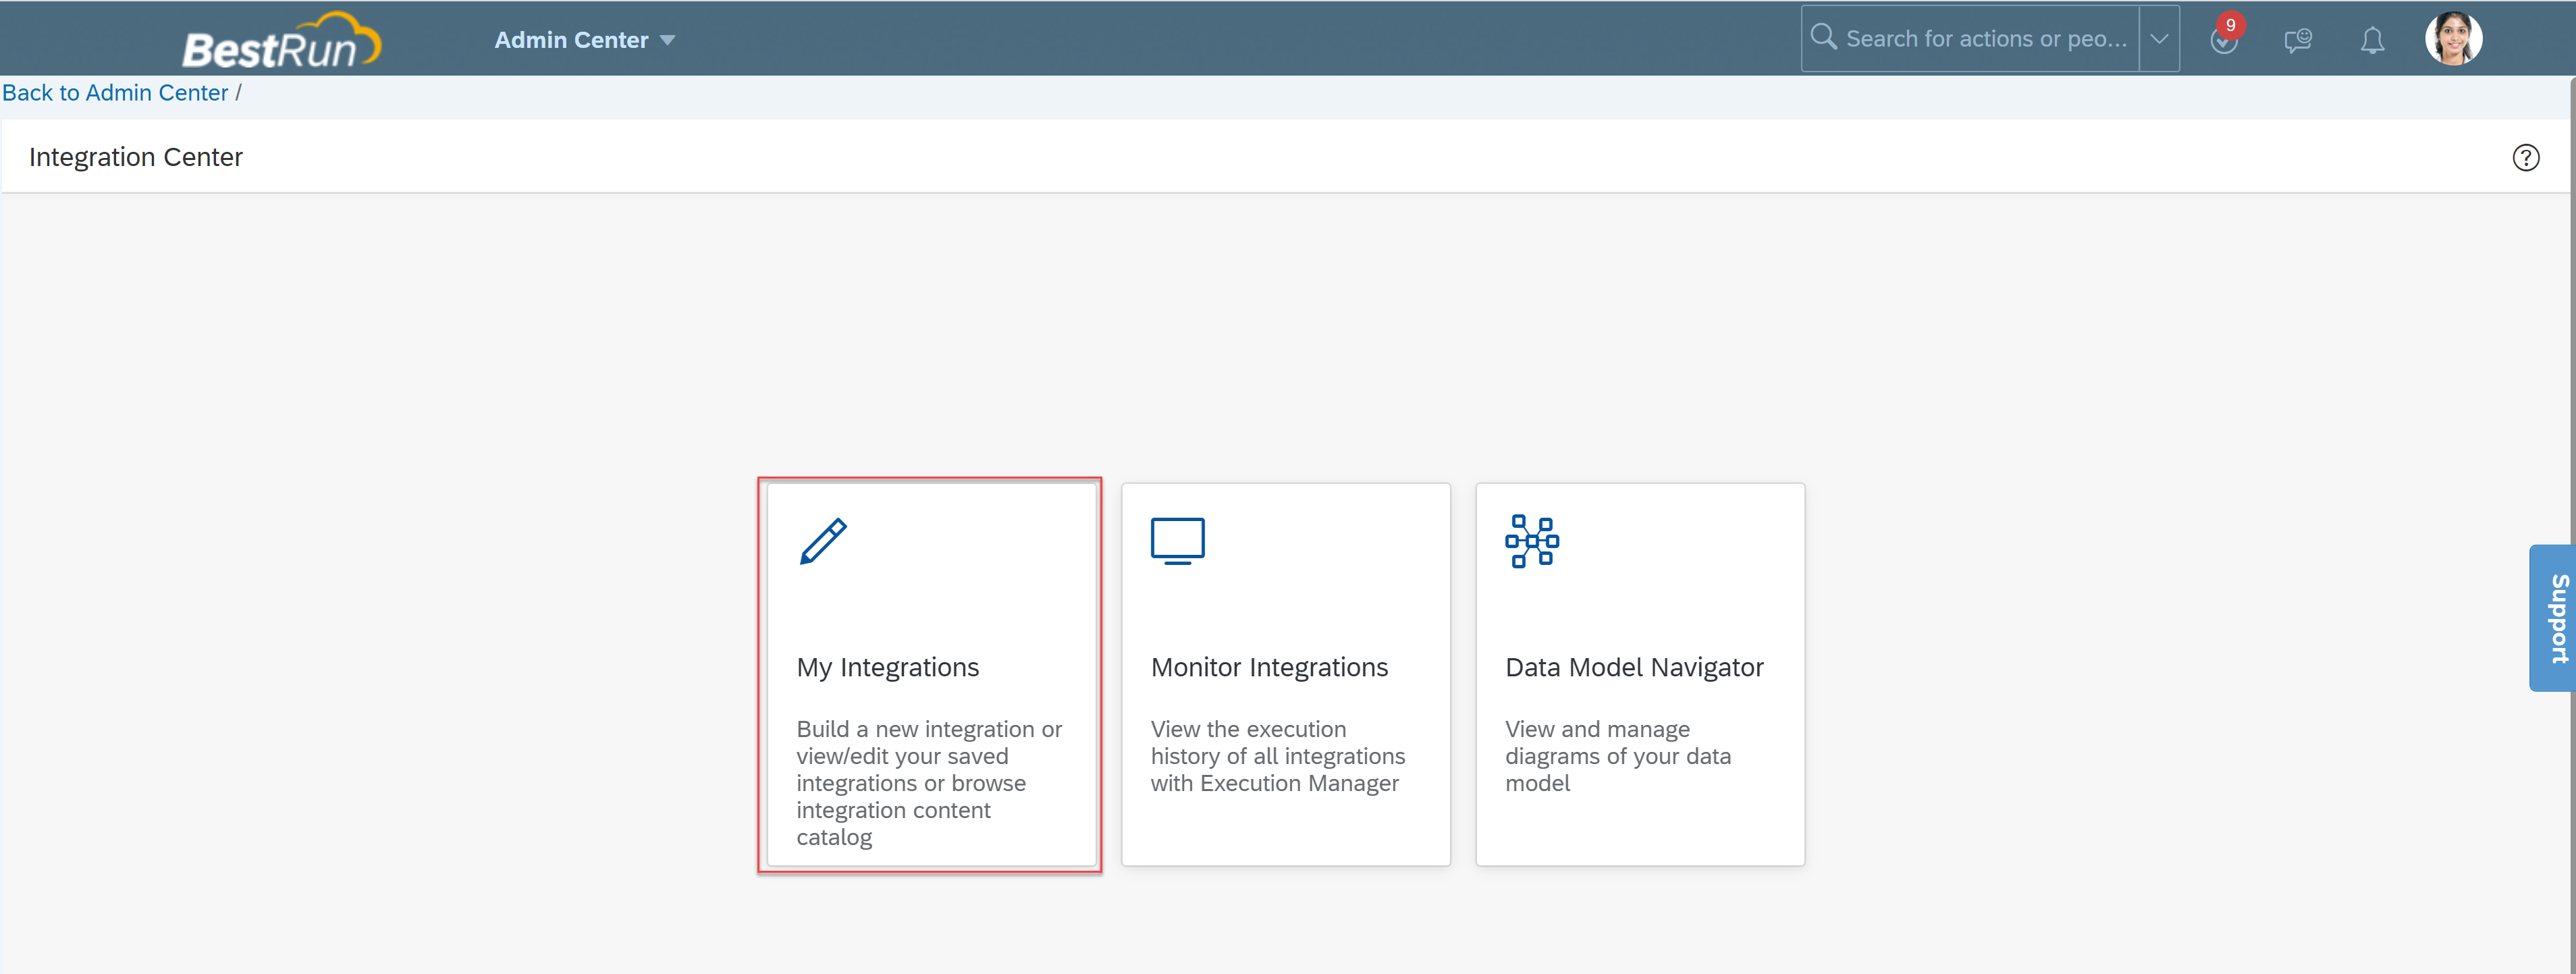 BestRun
Admin Center
Search for actions or peo...
9
Back to Admin Center /
Integration Center
?
My Integrations
Build a new integration or
view/edit your saved
integrations or browse
integration content
catalog
Monitor Integrations
View the execution
history of all integrations
with Execution Manager
Data Model Navigator
View and manage
diagrams of your data
model
Support